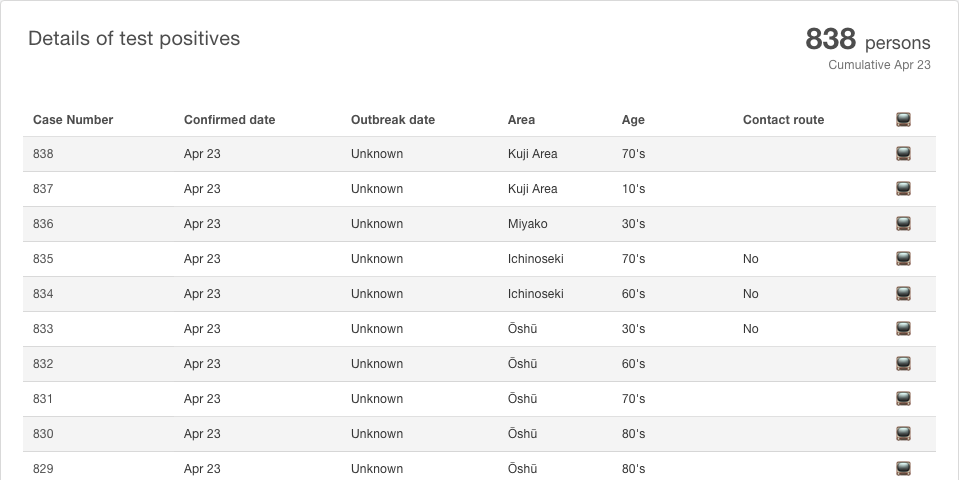 Details of test positives
838 persons
Cumulative Apr 23
Case Number Confirmed date Outbreak date Area Age Contact route
838 Apr 23 Unknown Kuji Area 70's
837 Apr 23 Unknown Kuji Area 10's
836 Apr 23 Unknown Miyako 30's
835 Apr 23 Unknown Ichinoseki 70's No
834 Apr 23 Unknown Ichinoseki 60's No
833 Apr 23 Unknown Ōshū 30's No
832 Apr 23 Unknown Ōshū 60's
831 Apr 23 Unknown Ōshū 70's
830 Apr 23 Unknown Ōshū 80's
829 Apr 23 Unknown Ōshū 80's